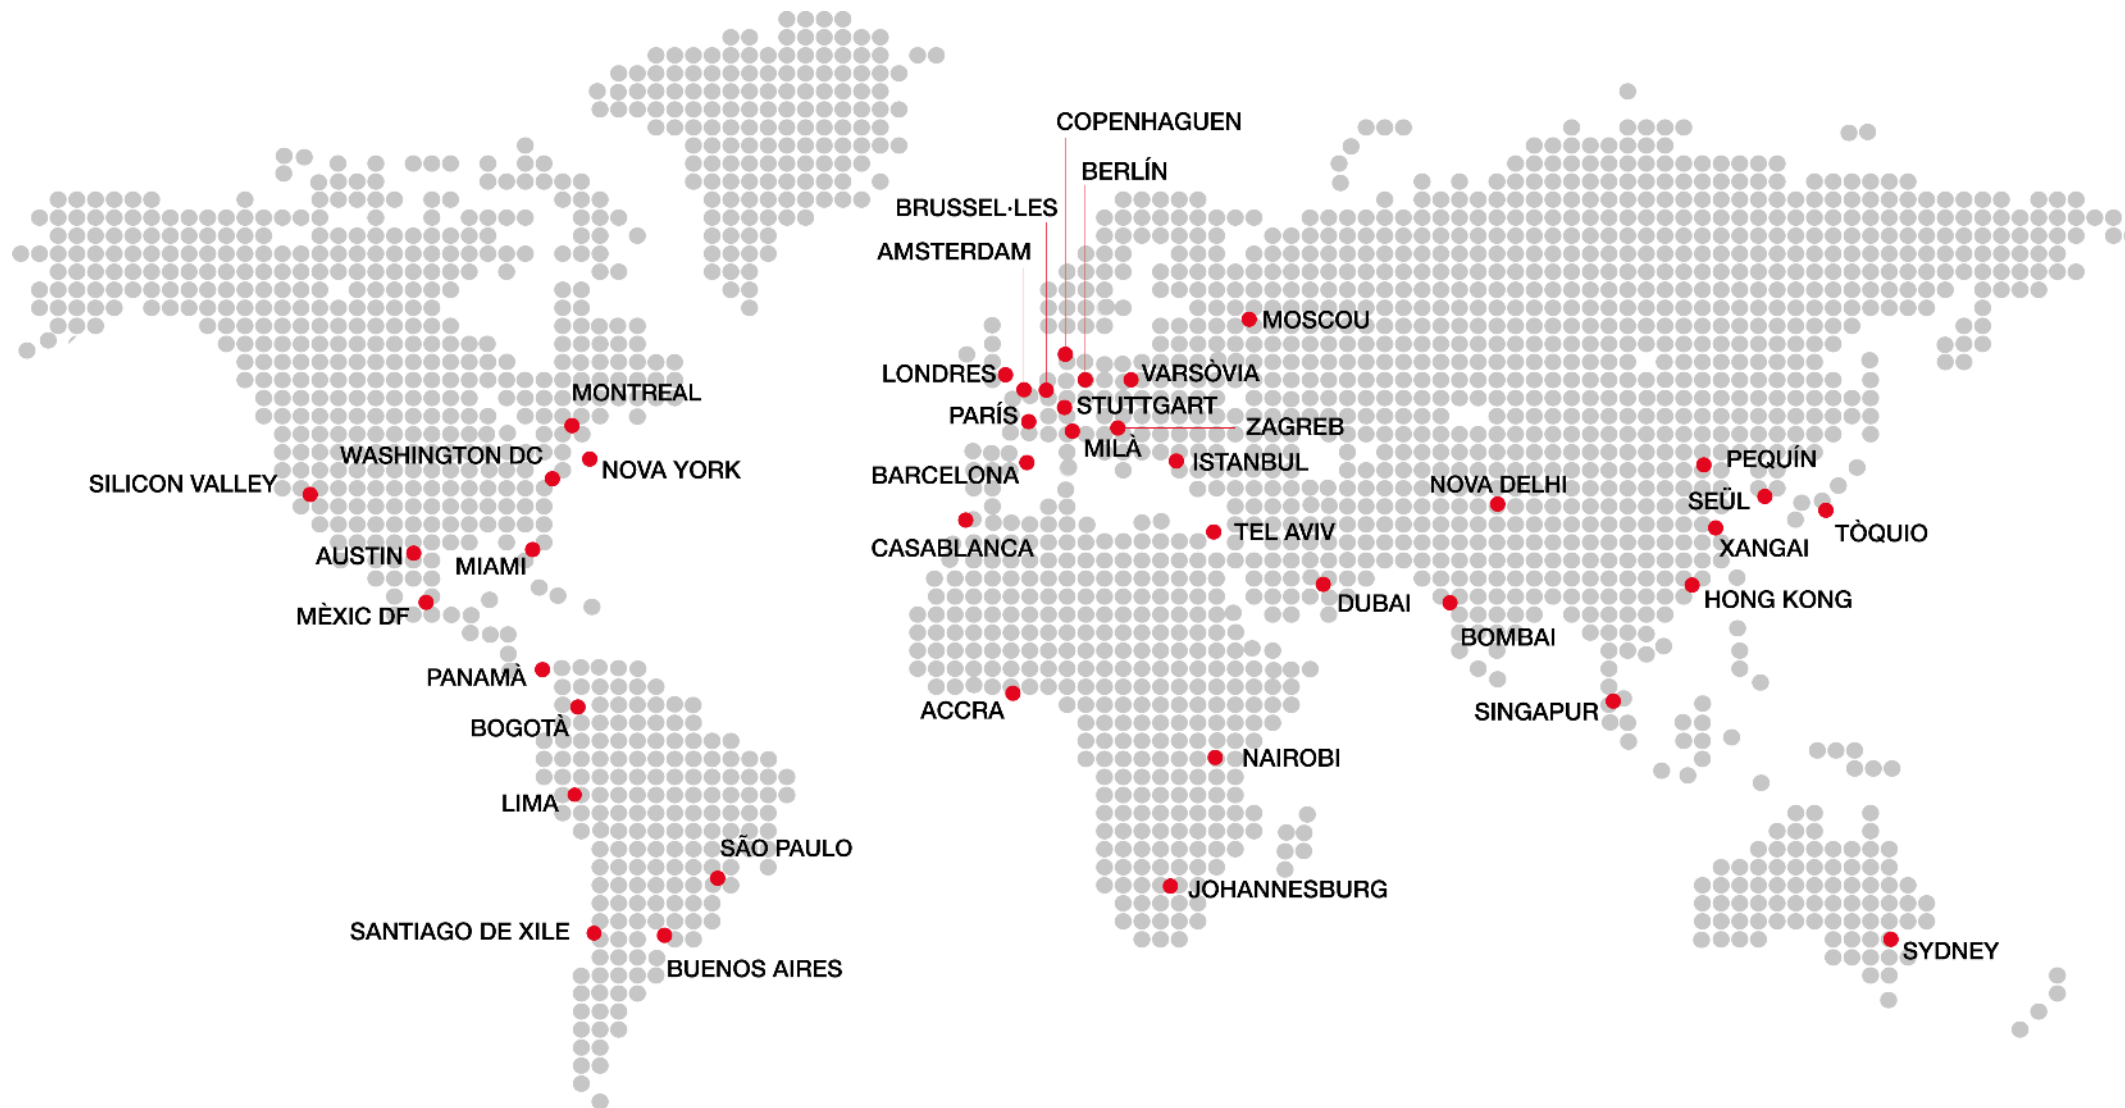 COPENHAGUEN
BERLÍN
BRUSSEL·LES
AMSTERDAM
MOSCOU
LONDRES
VARSÒVIA
MONTREAL
STUTTGART
PARÍS
ZAGREB
MILÀ
WASHINGTON DC
NOVA YORK
ISTANBUL
PEQUÍN
BARCELONA
SILICON VALLEY
NOVA DELHI
SEÜL
TEL AVIV
TÒQUIO
CASABLANCA
XANGAI
AUSTIN
MIAMI
DUBAI
HONG KONG
MÈXIC DF
BOMBAI
PANAMÀ
ACCRA
SINGAPUR
BOGOTÀ
NAIROBI
LIMA
SÃO PAULO
JOHANNESBURG
SANTIAGO DE XILE
SYDNEY
BUENOS AIRES